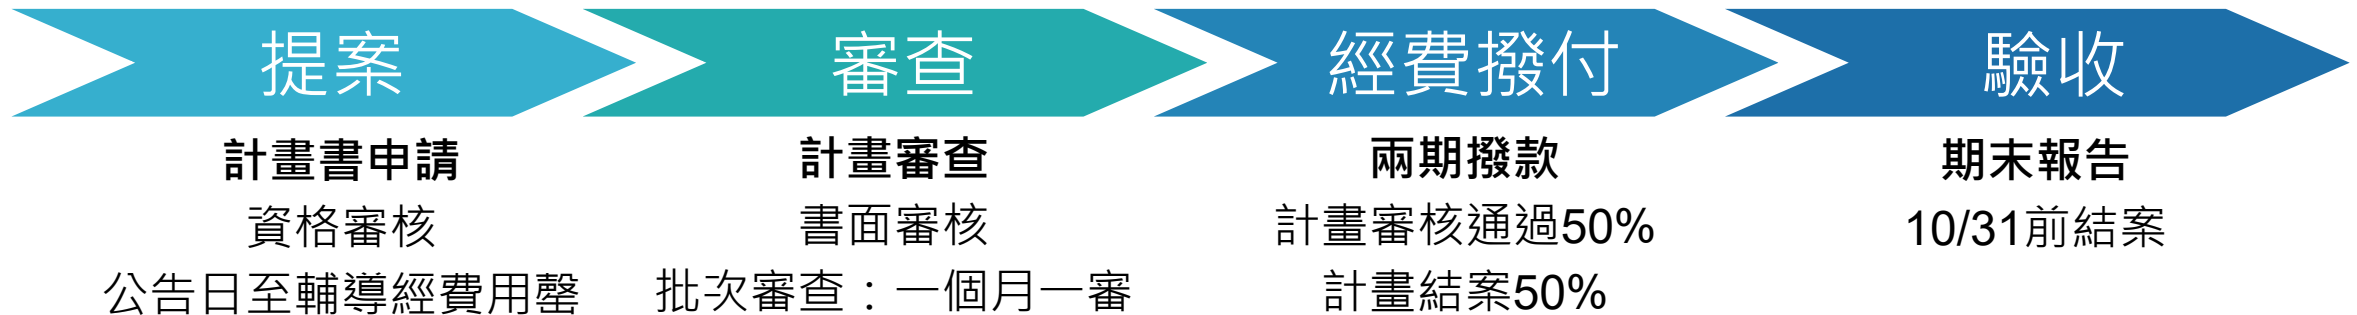 提案
計畫書申請
資格審核
公告日至輔導經費用罄
審查
計畫審查
書面審核
批次審查：一個月一審
經費撥付
兩期撥款
計畫審核通過50%
計畫結案50%
驗收
期末報告
10/31前結案